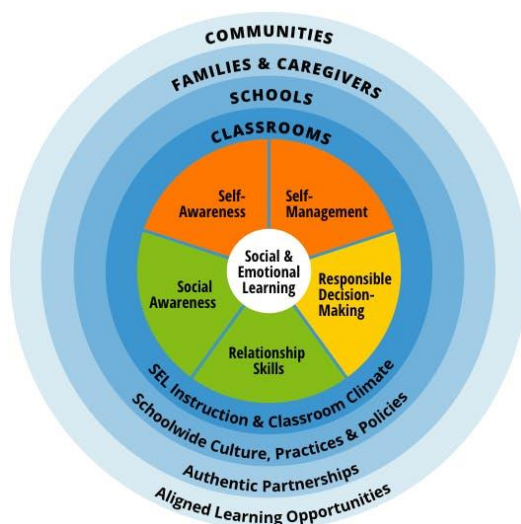 COMMUNITIES
FAMILIES & CAREGIVERS
SCHOOLS
CLASSROOMS
Self-
Awareness
Self-
Management
Social &
Emotional
Learning
Social
Awareness
Responsible
Decision-
Making
Relationship
Skills
SEL Instruction & Classroom Climate
Schoolwide Culture, Practices & Policies
Authentic Partnerships
Aligned Learning Opportunities